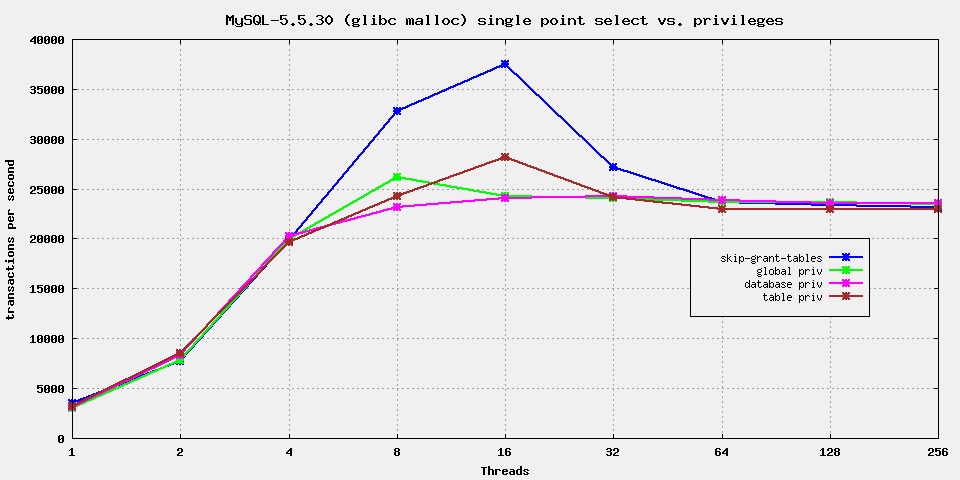 MySQL-5.5.30 (glibc malloc) single point select vs. privileges
40000
35000
30000
25000
20000
15000
10000
5000
0
transactions per second
skip-grant-tables
global priv
database priv
table priv
1 2 4 8 16 32 64 128 256
Threads